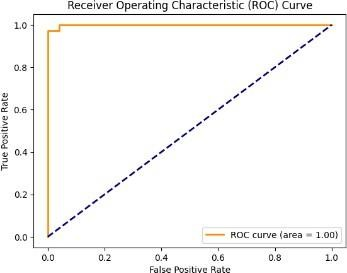 Receiver Operating Characteristic (ROC) Curve
True Positive Rate
1.0
0.8
0.6
0.4
0.2
0.0
ROC curve (area = 1.00)
0.0 0.2 0.4 0.6 0.8 1.0
False Positive Rate